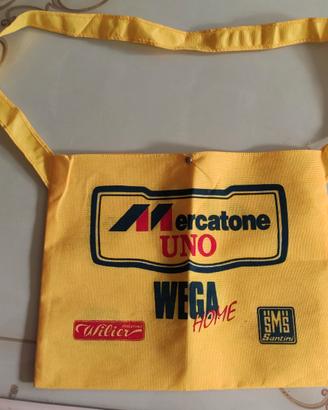 Mercatone
UNO
WEGA
HOME
Wilier
SMS
Santini